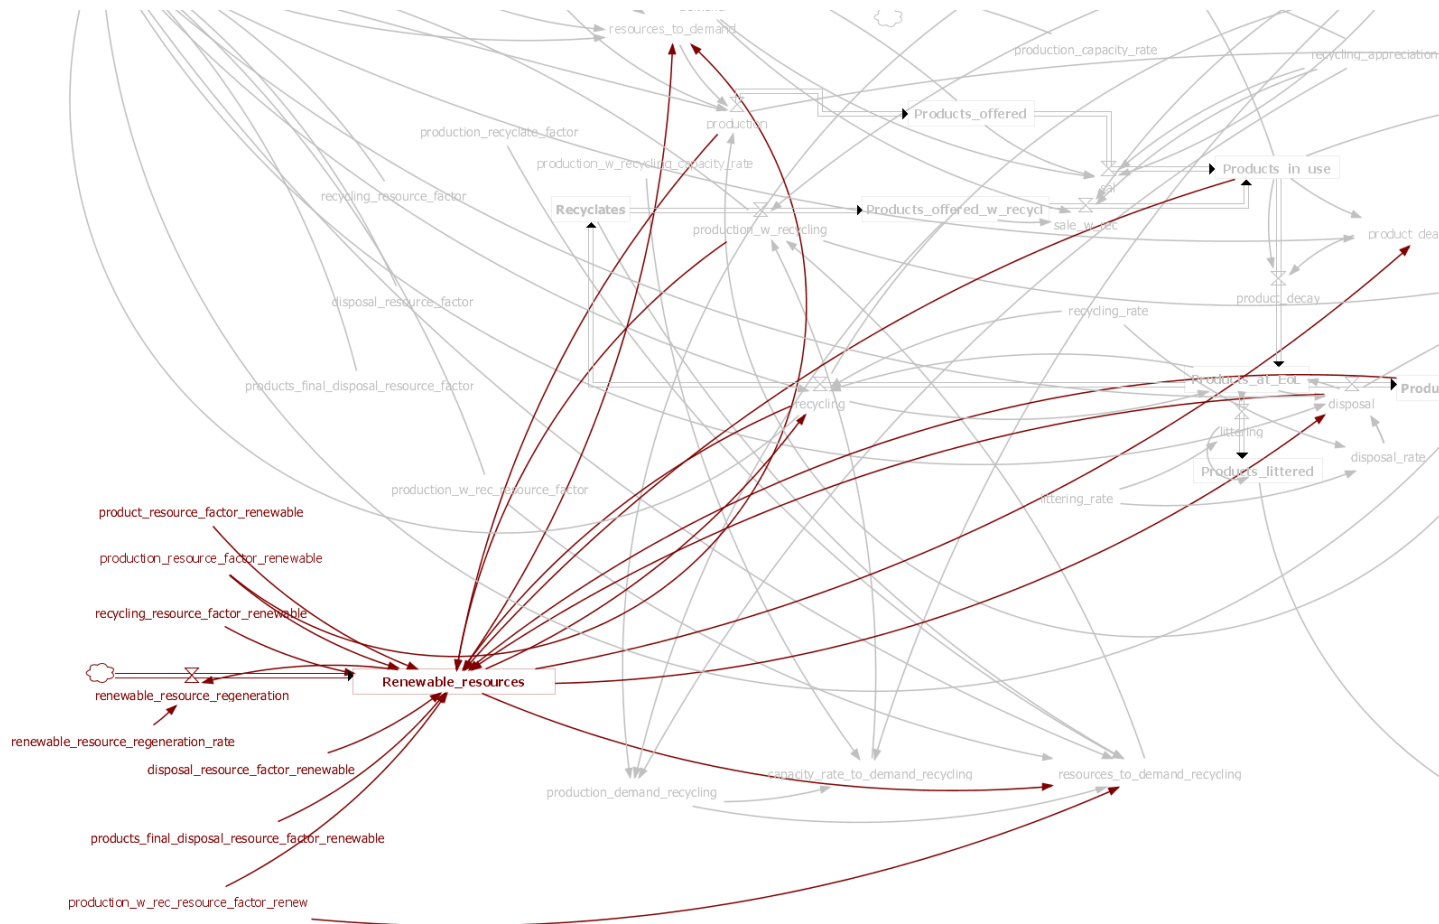 resources_to_demand
production_capacity_rate
recycling_appreciation
Products_offered
production
production_recyclate_factor
production_w_recycling_capacity_rate
Products_in_use
recycling_resource_factor
Recyclates
Products_offered_w_recycl
sale_w_rec
production_w_recycling
product_dea
product_decay
disposal_resource_factor
recycling_rate
Products_at_EoL
products_final_disposal_resource_factor
Produ
recycling
disposal
littering
disposal_rate
Products_littered
production_w_rec_resource_factor
littering_rate
product_resource_factor_renewable
production_resource_factor_renewable
recycling_resource_factor_renewable
Renewable_resources
renewable_resource_regeneration
renewable_resource_regeneration_rate
disposal_resource_factor_renewable
capacity_rate_to_demand_recycling
resources_to_demand_recycling
production_demand_recycling
products_final_disposal_resource_factor_renewable
production_w_rec_resource_factor_renew